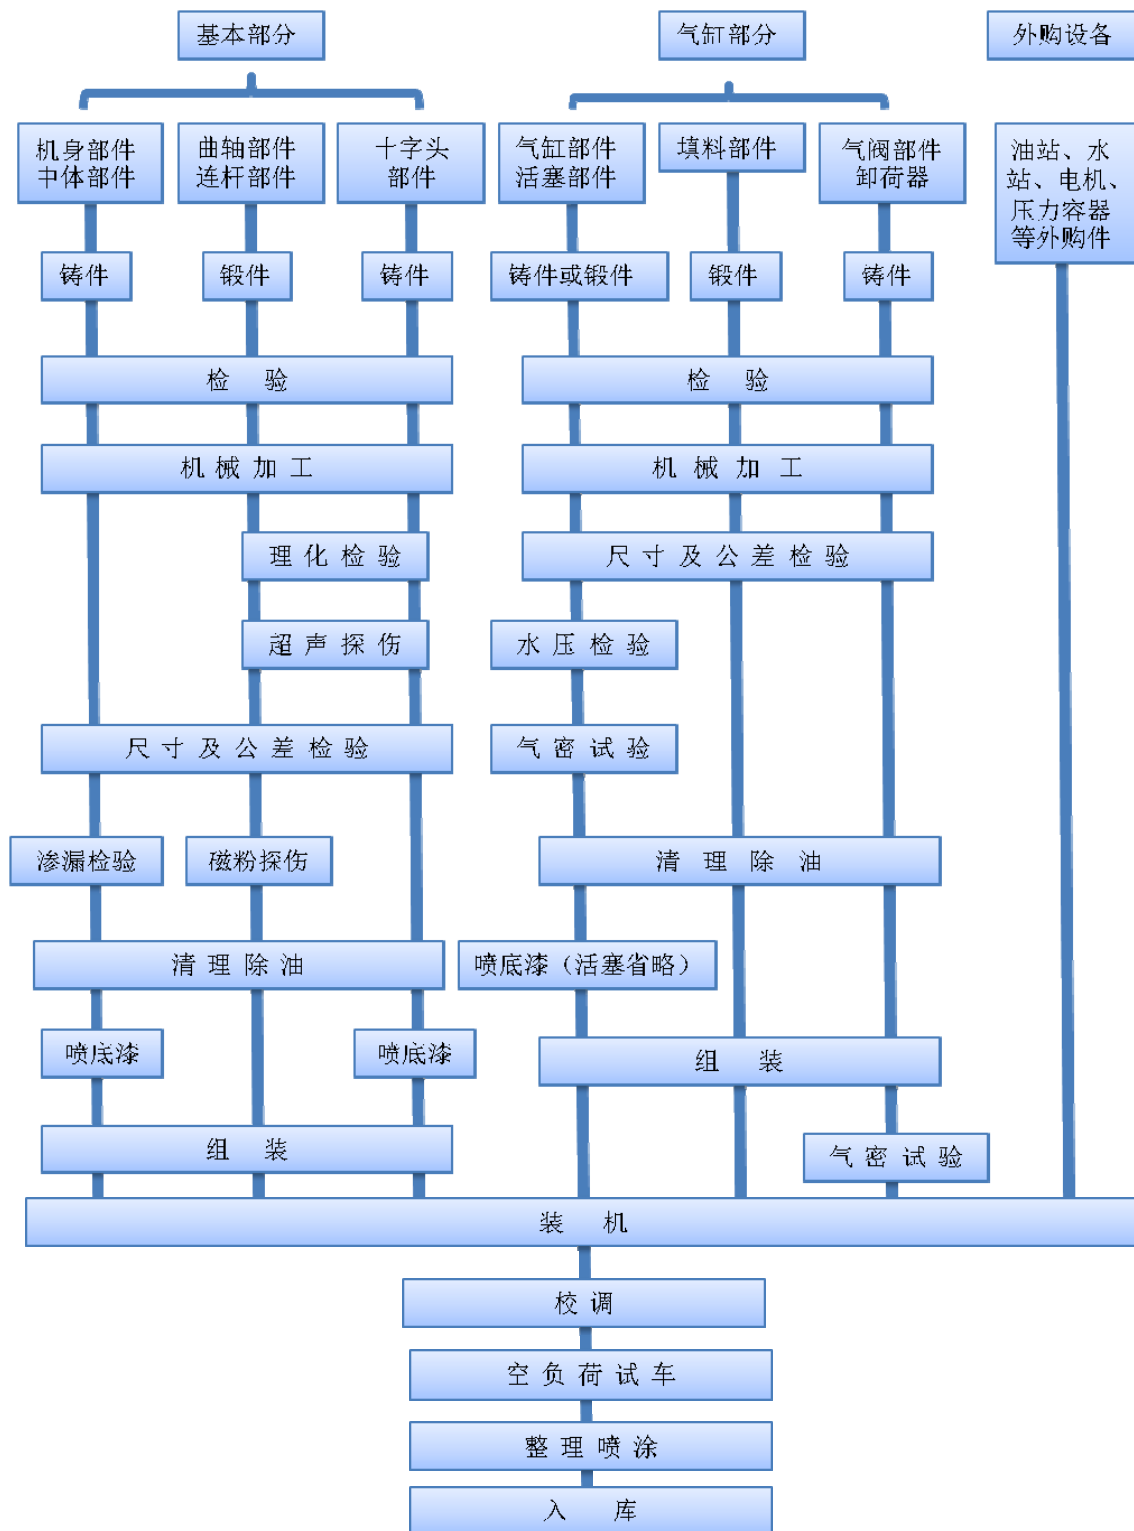 基本部分
气缸部分
外购设备
机身部件
中体部件
曲轴部件
连杆部件
十字头
部件
气缸部件
活塞部件
填料部件
气阀部件
卸荷器
油站、水
站、电机、
压力容器
等外购件
铸件
锻件
铸件
铸件或锻件
锻件
铸件
检 验
检 验
机 械 加 工
机 械 加 工
理 化 检 验
尺 寸 及 公 差 检 验
超 声 探 伤
水 压 检 验
尺 寸 及 公 差 检 验
气 密 试 验
渗漏检验
磁粉探伤
清 理 除 油
清 理 除 油
喷底漆（活塞省略）
喷底漆
喷底漆
组 装
组 装
气 密 试 验
装 机
校 调
空 负 荷 试 车
整 理 喷 涂
入 库